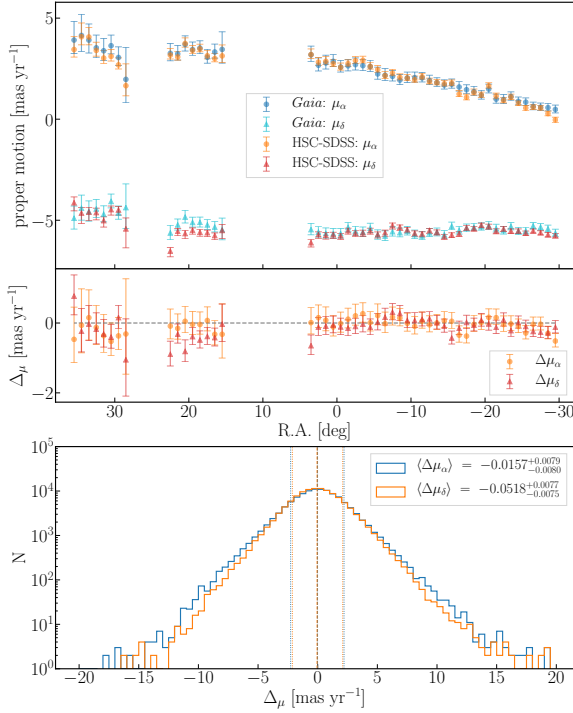 proper motion [mas yr⁻¹]
5
0
−5
Gaia: μα
Gaia: μδ
HSC-SDSS: μα
HSC-SDSS: μδ
Δμ [mas yr⁻¹]
0
−2
Δμα
Δμδ
30 20 10 0 −10 −20 −30
R.A. [deg]
N
10⁵
10⁴
10³
10²
10¹
10⁰
⟨Δμα⟩ = −0.0157+0.0079−0.0080
⟨Δμδ⟩ = −0.0518+0.0077−0.0075
−20 −15 −10 −5 0 5 10 15 20
Δμ [mas yr⁻¹]